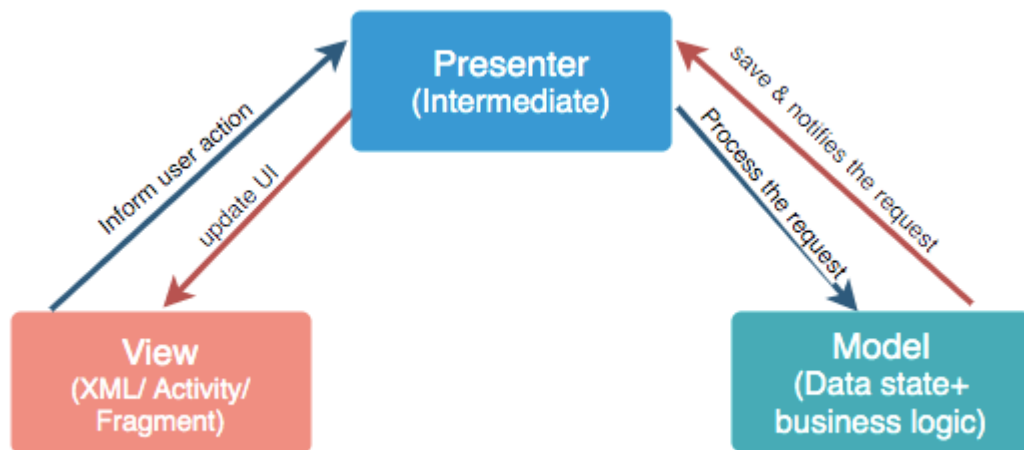 Presenter
(Intermediate)
Inform user action
update UI
Process the request
save & notifies the request
View
(XML/ Activity/
Fragment)
Model
(Data state+
business logic)